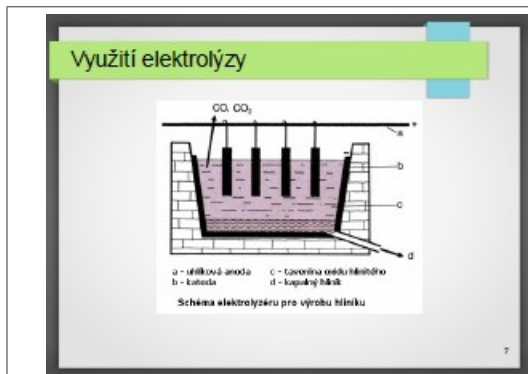 Využití elektrolýzy
CO, CO₂
+
a
–
b
c
d
a – uhlíková anoda
b – katoda
c – tavenina oxidu hlinitého
d – kapalný hliník
Schéma elektrolyzéru pro výrobu hliníku
7